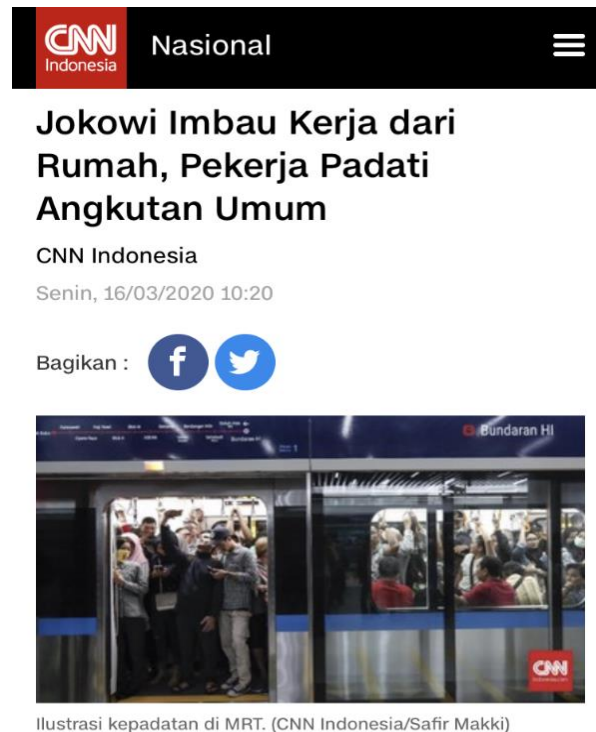 CNN
Indonesia
Nasional
Jokowi Imbau Kerja dari
Rumah, Pekerja Padati
Angkutan Umum
CNN Indonesia
Senin, 16/03/2020 10:20
Bagikan :
Bundaran HI
CNN
Ilustrasi kepadatan di MRT. (CNN Indonesia/Safir Makki)